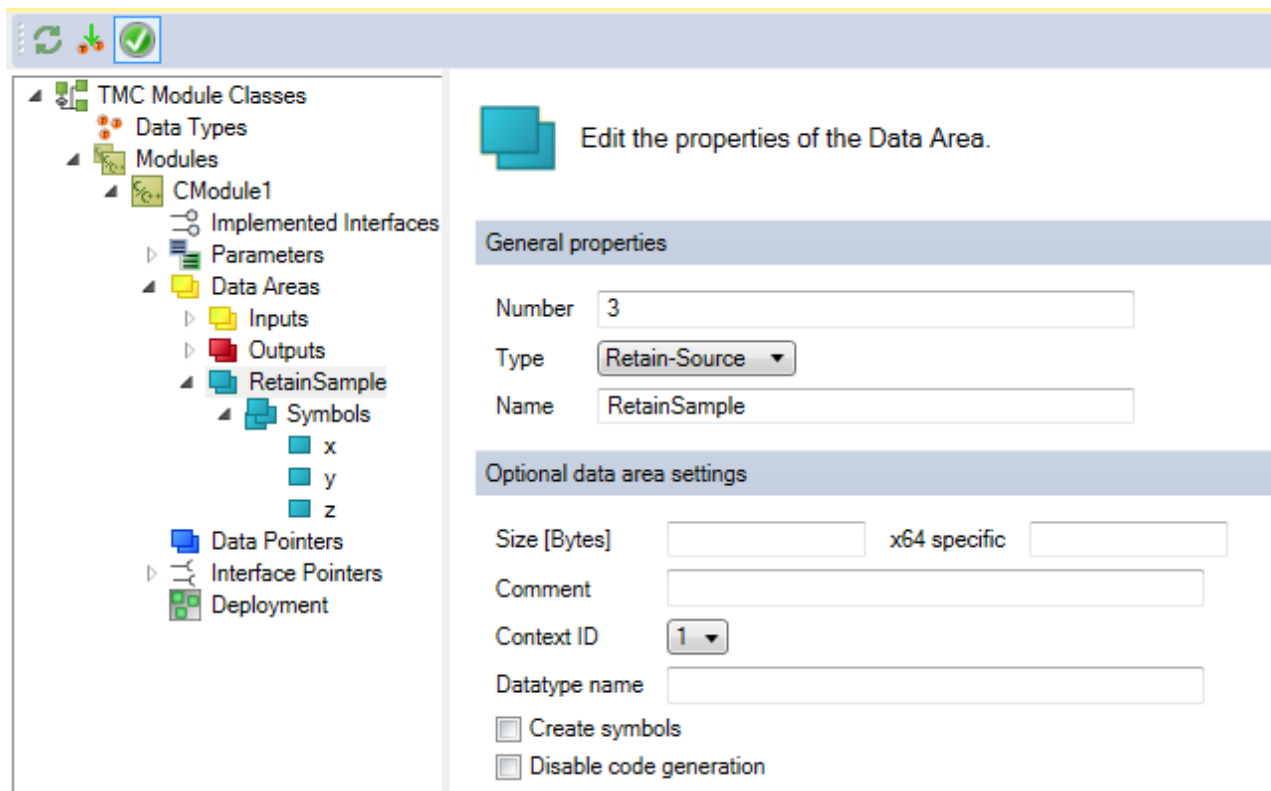 TMC Module Classes
Data Types
Modules
CModule1
Implemented Interfaces
Parameters
Data Areas
Inputs
Outputs
RetainSample
Symbols
x
y
z
Data Pointers
Interface Pointers
Deployment
Edit the properties of the Data Area.
General properties
Number 3
Type Retain-Source
Name RetainSample
Optional data area settings
Size [Bytes] x64 specific
Comment
Context ID 1
Datatype name
Create symbols
Disable code generation